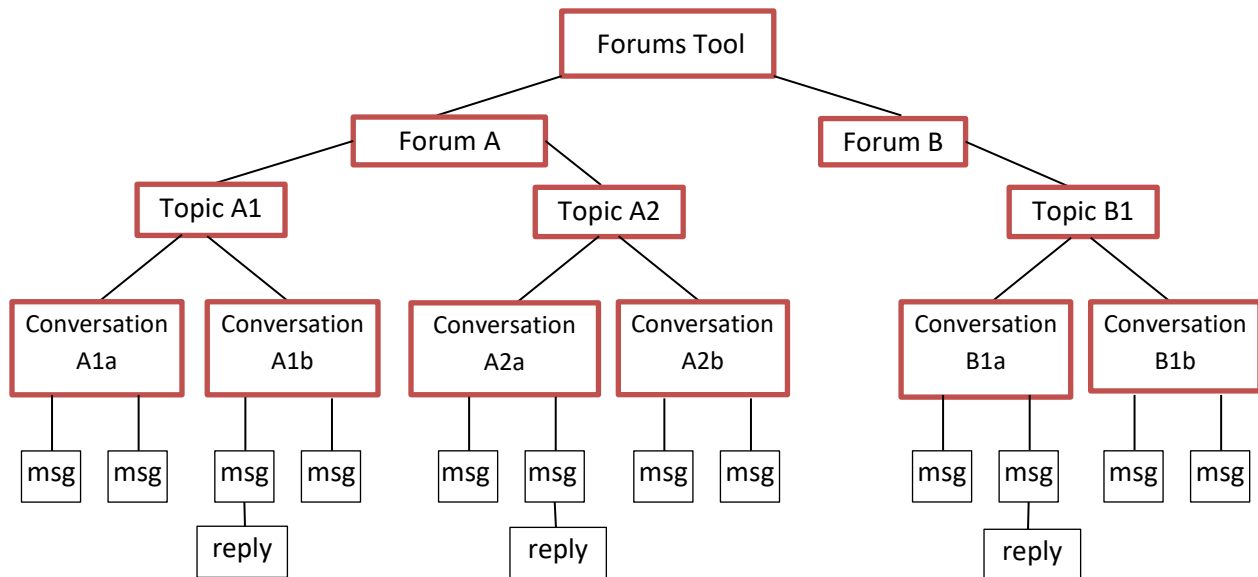 Forums Tool
Forum A
Forum B
Topic A1
Topic A2
Topic B1
Conversation
A1a
Conversation
A1b
Conversation
A2a
Conversation
A2b
Conversation
B1a
Conversation
B1b
msg
msg
msg
msg
msg
msg
msg
msg
msg
msg
msg
msg
reply
reply
reply